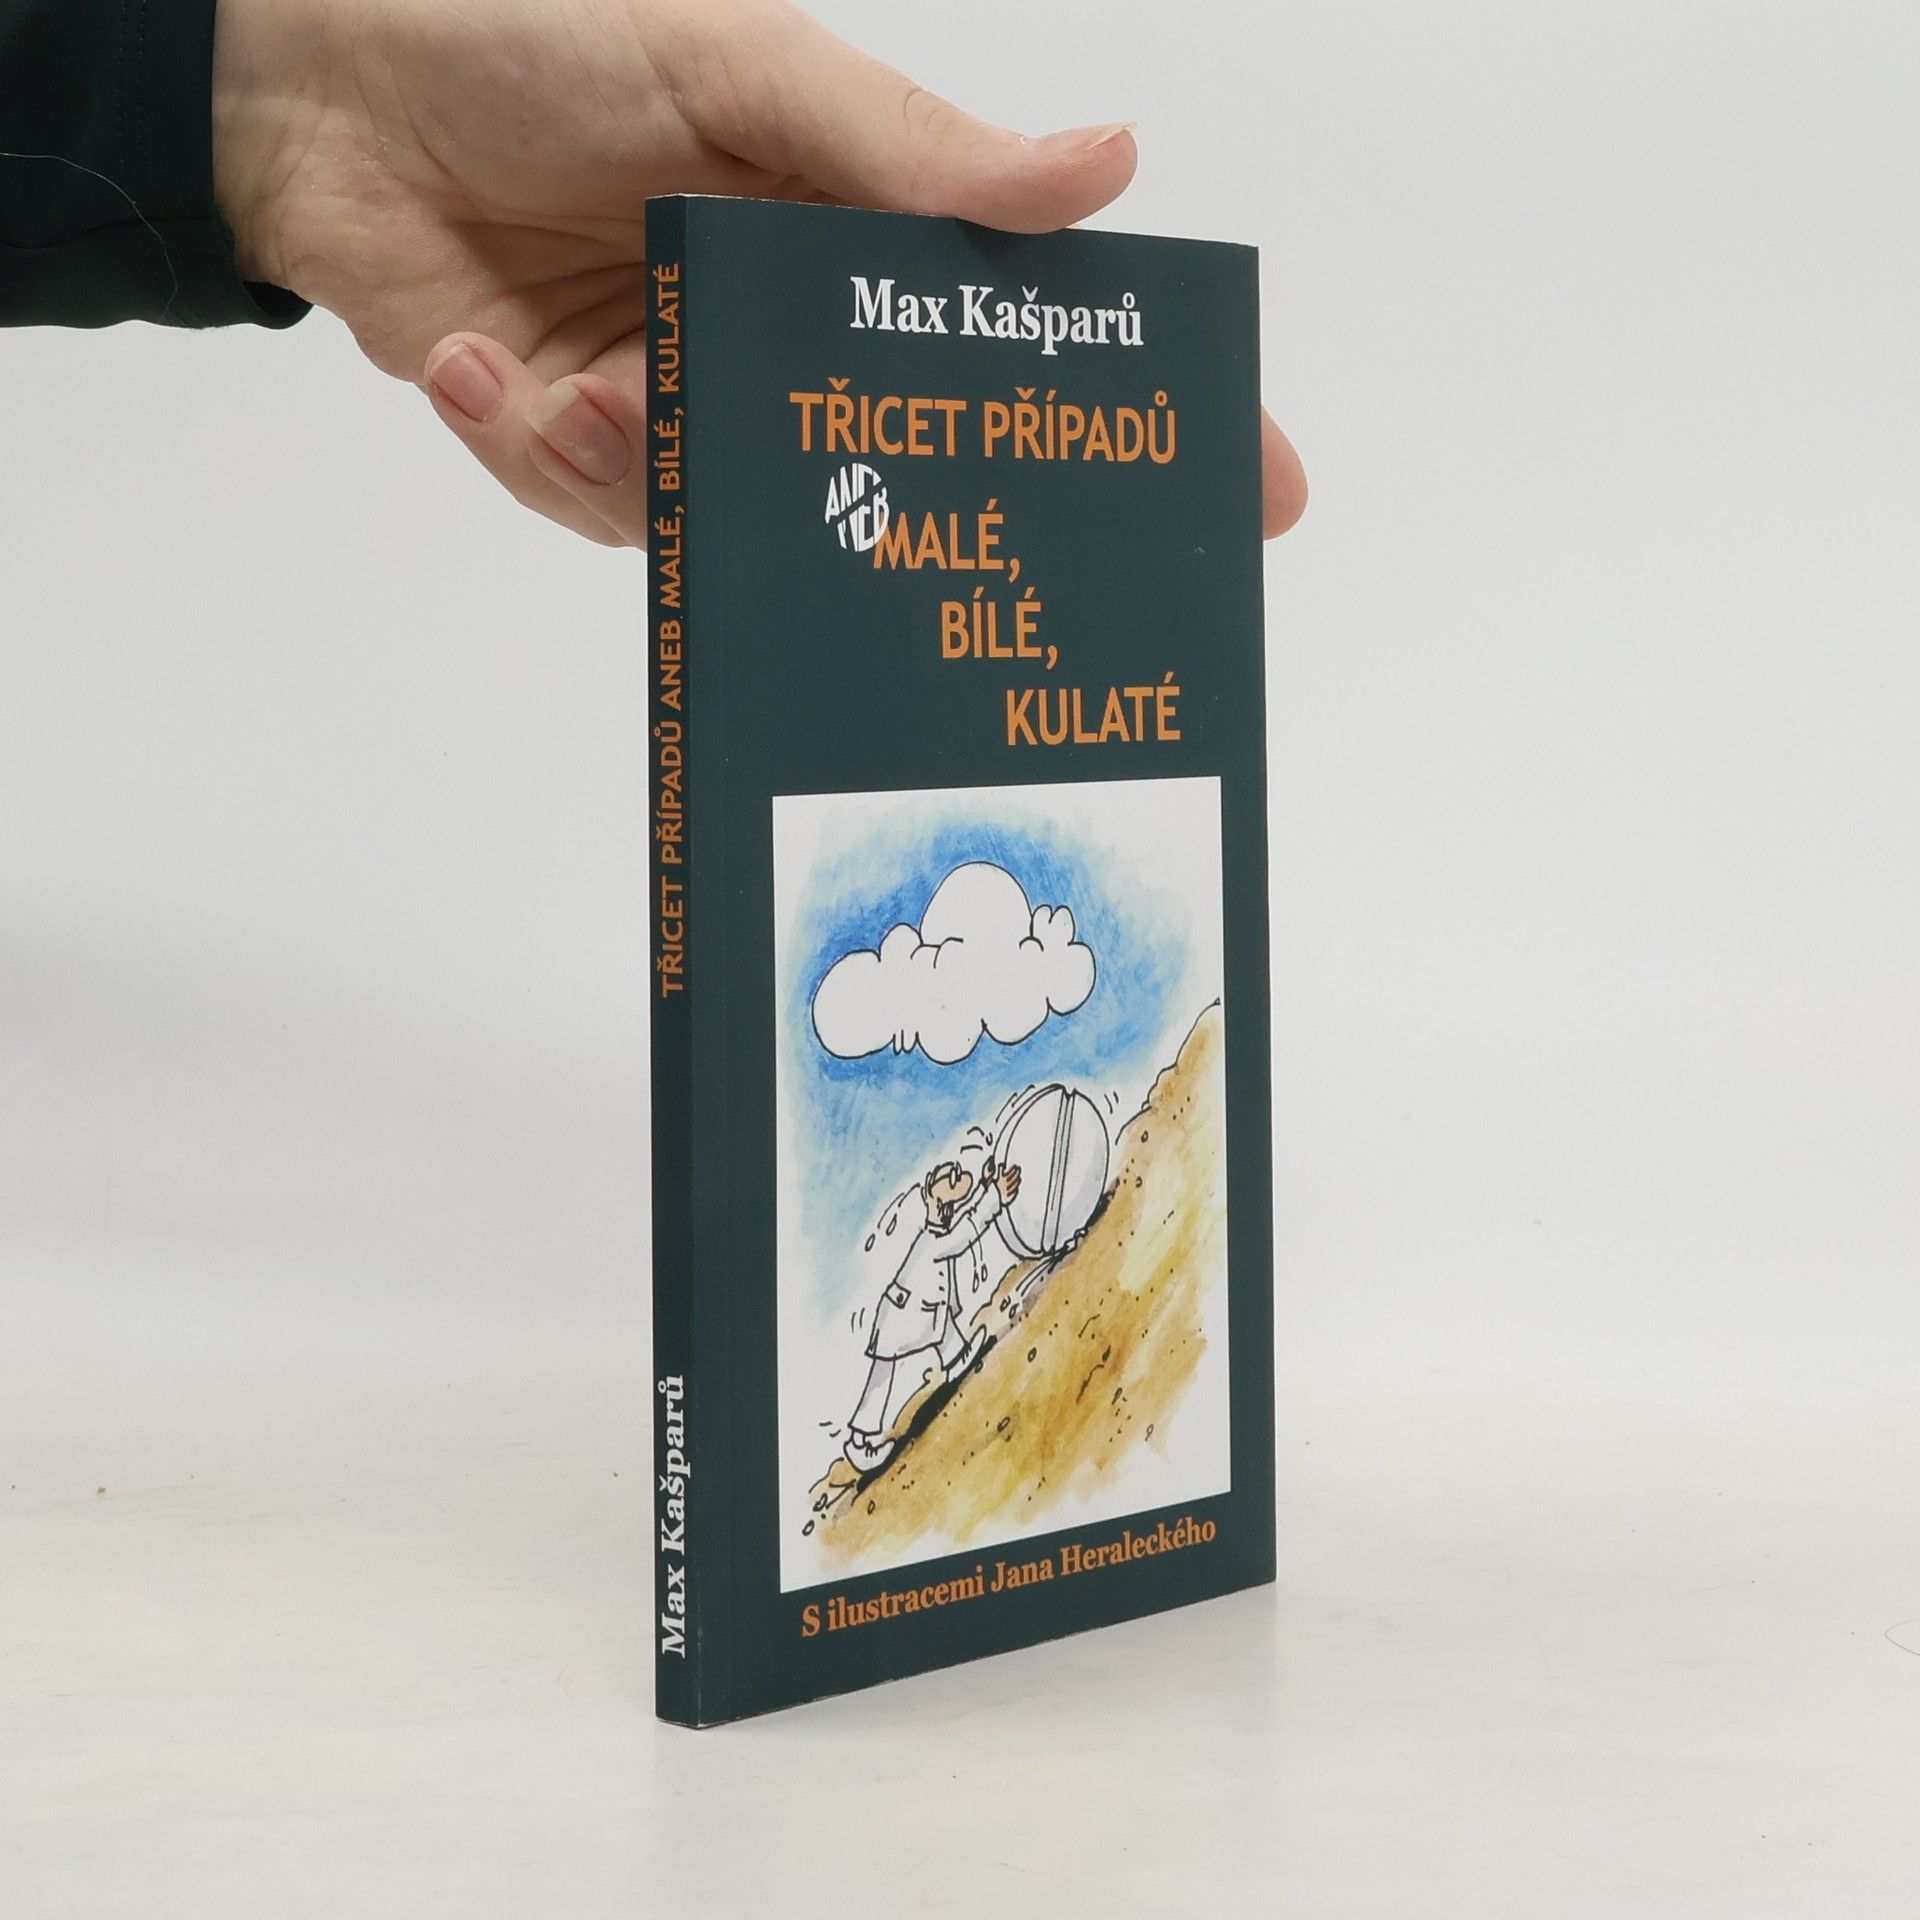 Max Kašparů
TŘICET PŘÍPADŮ
ANEB
MALÉ,
BÍLÉ,
KULATÉ
S ilustracemi Jana Heraleckého
TŘICET PŘÍPADŮ ANEB MALÉ, BÍLÉ, KULATÉ
Max Kašparů